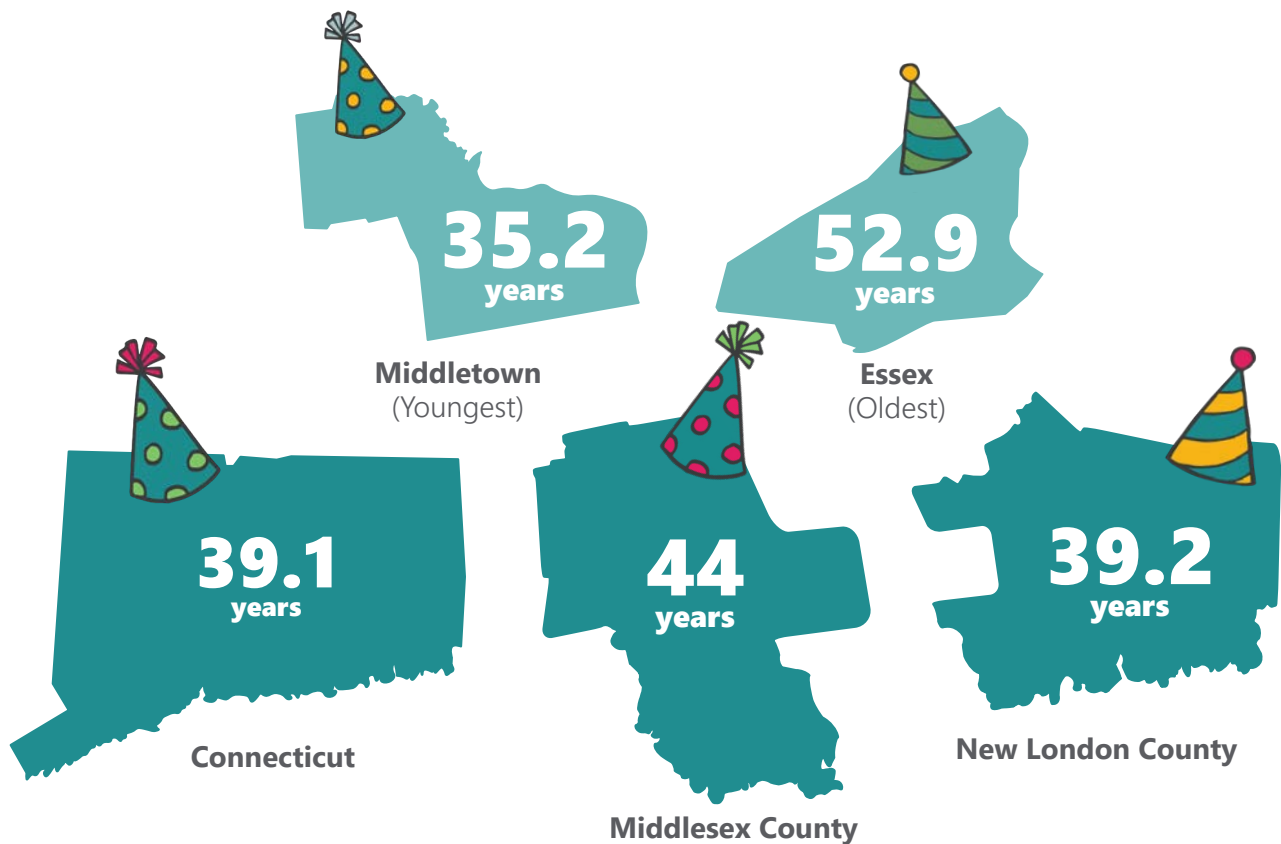 35.2
years
Middletown
(Youngest)
52.9
years
Essex
(Oldest)
39.1
years
Connecticut
44
years
Middlesex County
39.2
years
New London County